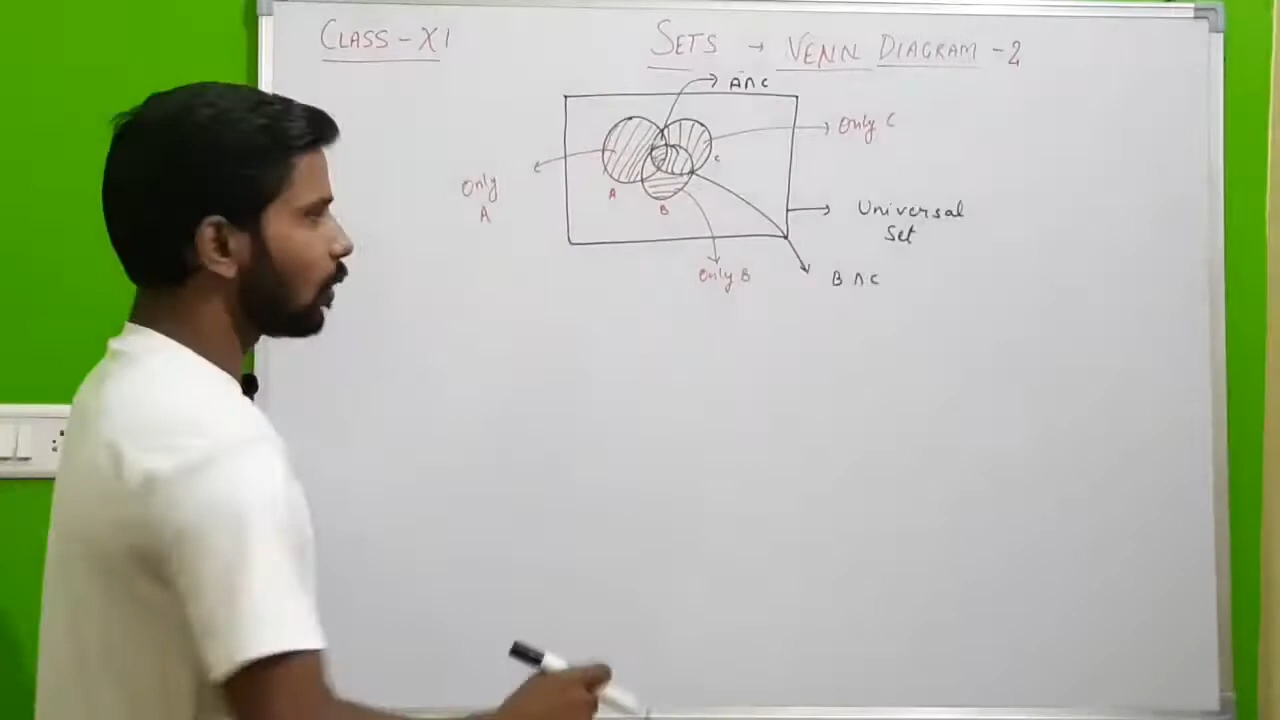 CLASS - XI
SETS → VENN DIAGRAM - 2
A∩C
Only C
Only
A
A
B
C
Universal
Set
Only B
B ∩ C